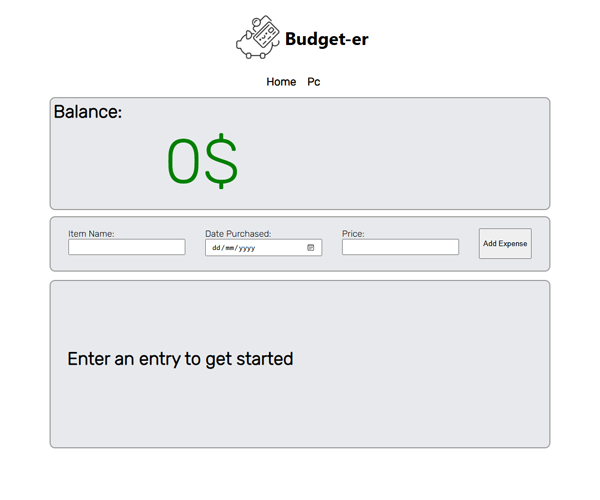 Budget-er
Home Pc
Balance:
0$
Item Name: Date Purchased: Price:
dd/mm/yyyy
Add Expense
Enter an entry to get started